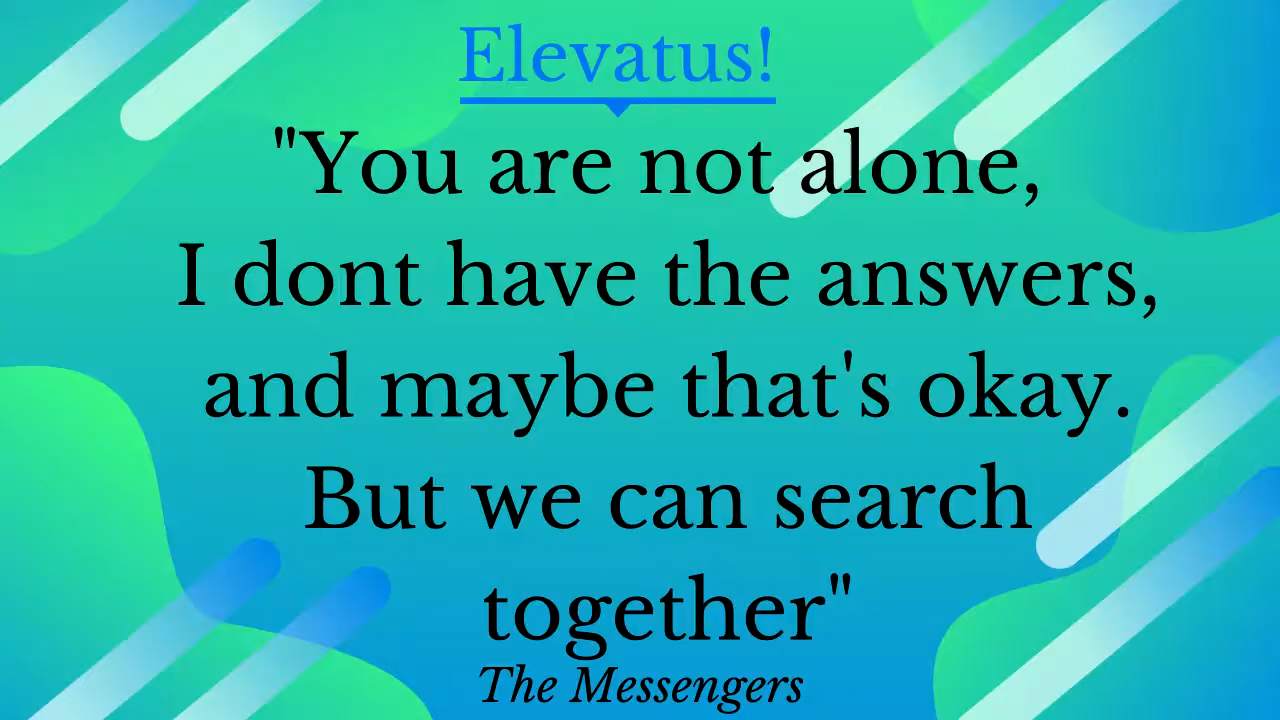 Elevatus!
"You are not alone,
I dont have the answers,
and maybe that's okay.
But we can search
together"
The Messengers